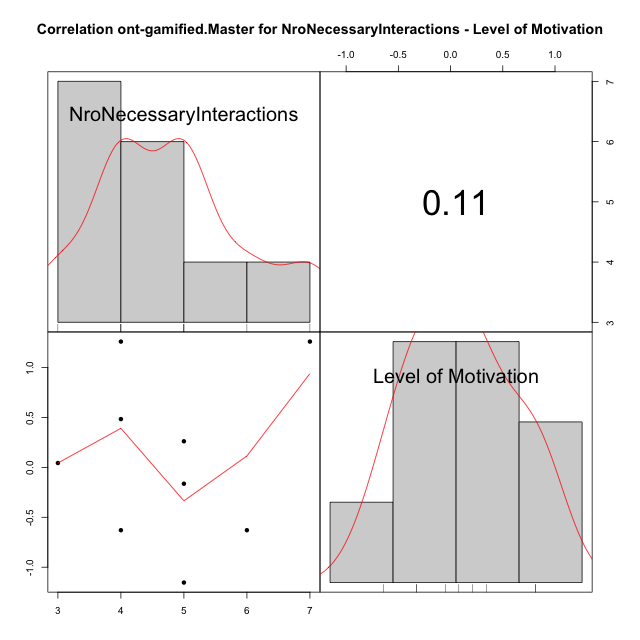 Correlation ont-gamified.Master for NroNecessaryInteractions - Level of Motivation
-1.0 -0.5 0.0 0.5 1.0
NroNecessaryInteractions
0.11
7
6
5
4
3
1.0
0.5
0.0
-0.5
-1.0
Level of Motivation
3 4 5 6 7